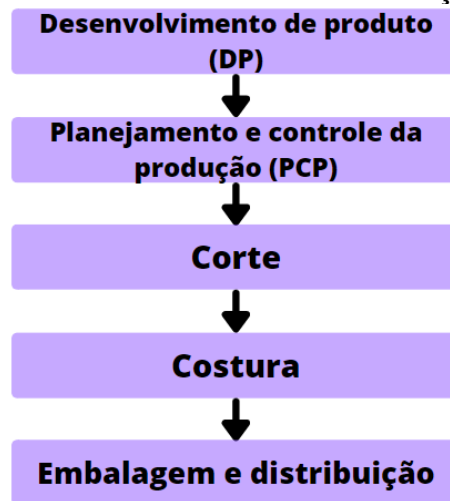 Desenvolvimento de produto
(DP)
Planejamento e controle da
produção (PCP)
Corte
Costura
Embalagem e distribuição